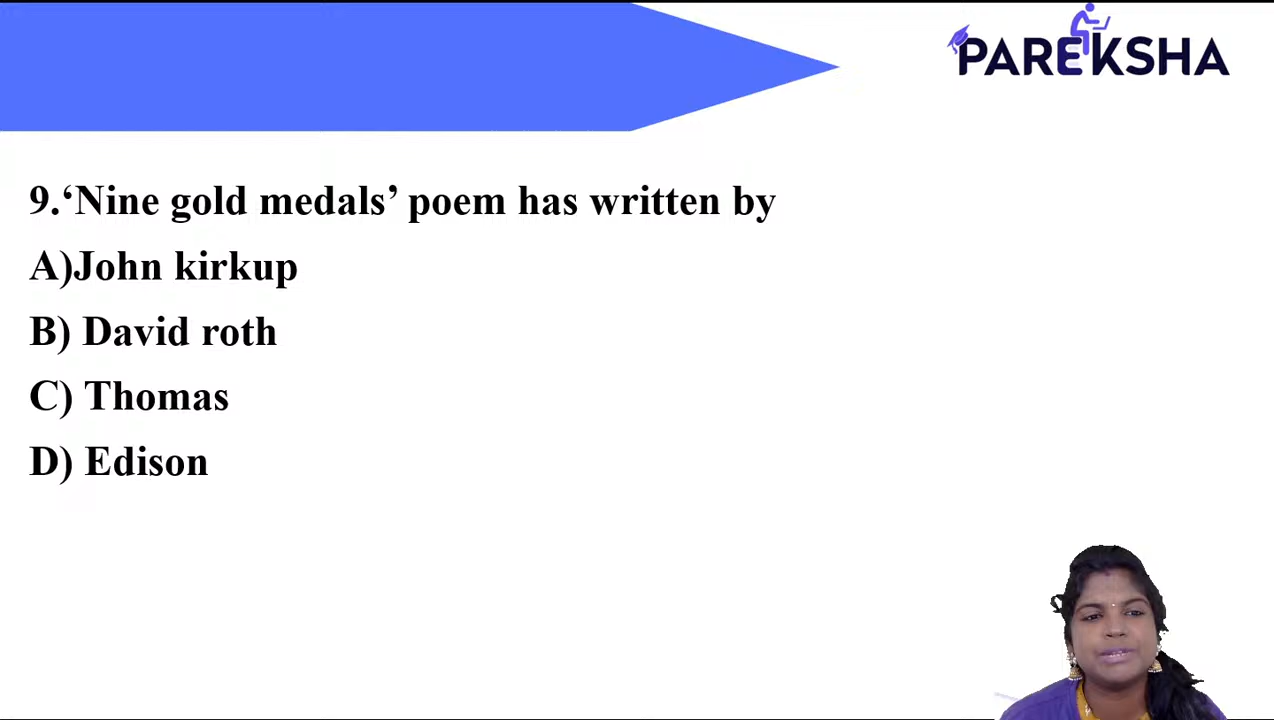 PAREKSHA
9.‘Nine gold medals’ poem has written by
A)John kirkup
B) David roth
C) Thomas
D) Edison